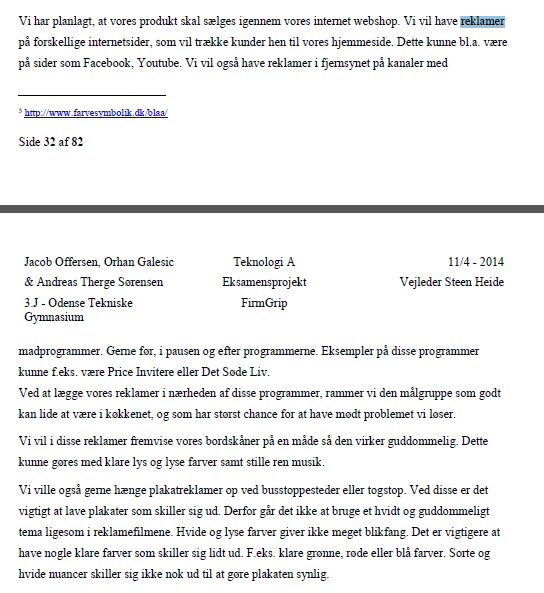 Vi har planlagt, at vores produkt skal sælges igennem vores internet webshop. Vi vil have reklamer
på forskellige internetsider, som vil trække kunder hen til vores hjemmeside. Dette kunne bl.a. være
på sider som Facebook, Youtube. Vi vil også have reklamer i fjernsynet på kanaler med
5 http://www.farvesymbolik.dk/blaa/
Side 32 af 82
Jacob Offersen, Orhan Galesic
& Andreas Therge Sørensen
3.J - Odense Tekniske
Gymnasium
Teknologi A
Eksamensprojekt
FirmGrip
11/4 - 2014
Vejleder Steen Heide
madprogrammer. Gerne før, i pausen og efter programmerne. Eksempler på disse programmer
kunne f.eks. være Price Invitere eller Det Søde Liv.
Ved at lægge vores reklamer i nærheden af disse programmer, rammer vi den målgruppe som godt
kan lide at være i køkkenet, og som har størst chance for at have mødt problemet vi løser.
Vi vil i disse reklamer fremvise vores bordskåner på en måde så den virker guddommelig. Dette
kunne gøres med klare lys og lyse farver samt stille ren musik.
Vi ville også gerne hænge plakatreklamer op ved busstoppesteder eller togstop. Ved disse er det
vigtigt at lave plakater som skiller sig ud. Derfor går det ikke at bruge et hvidt og guddommeligt
tema ligesom i reklamefilmene. Hvide og lyse farver giver ikke meget blikfang. Det er vigtigere at
have nogle klare farver som skiller sig lidt ud. F.eks. klare grønne, røde eller blå farver. Sorte og
hvide nuancer skiller sig ikke nok ud til at gøre plakaten synlig.